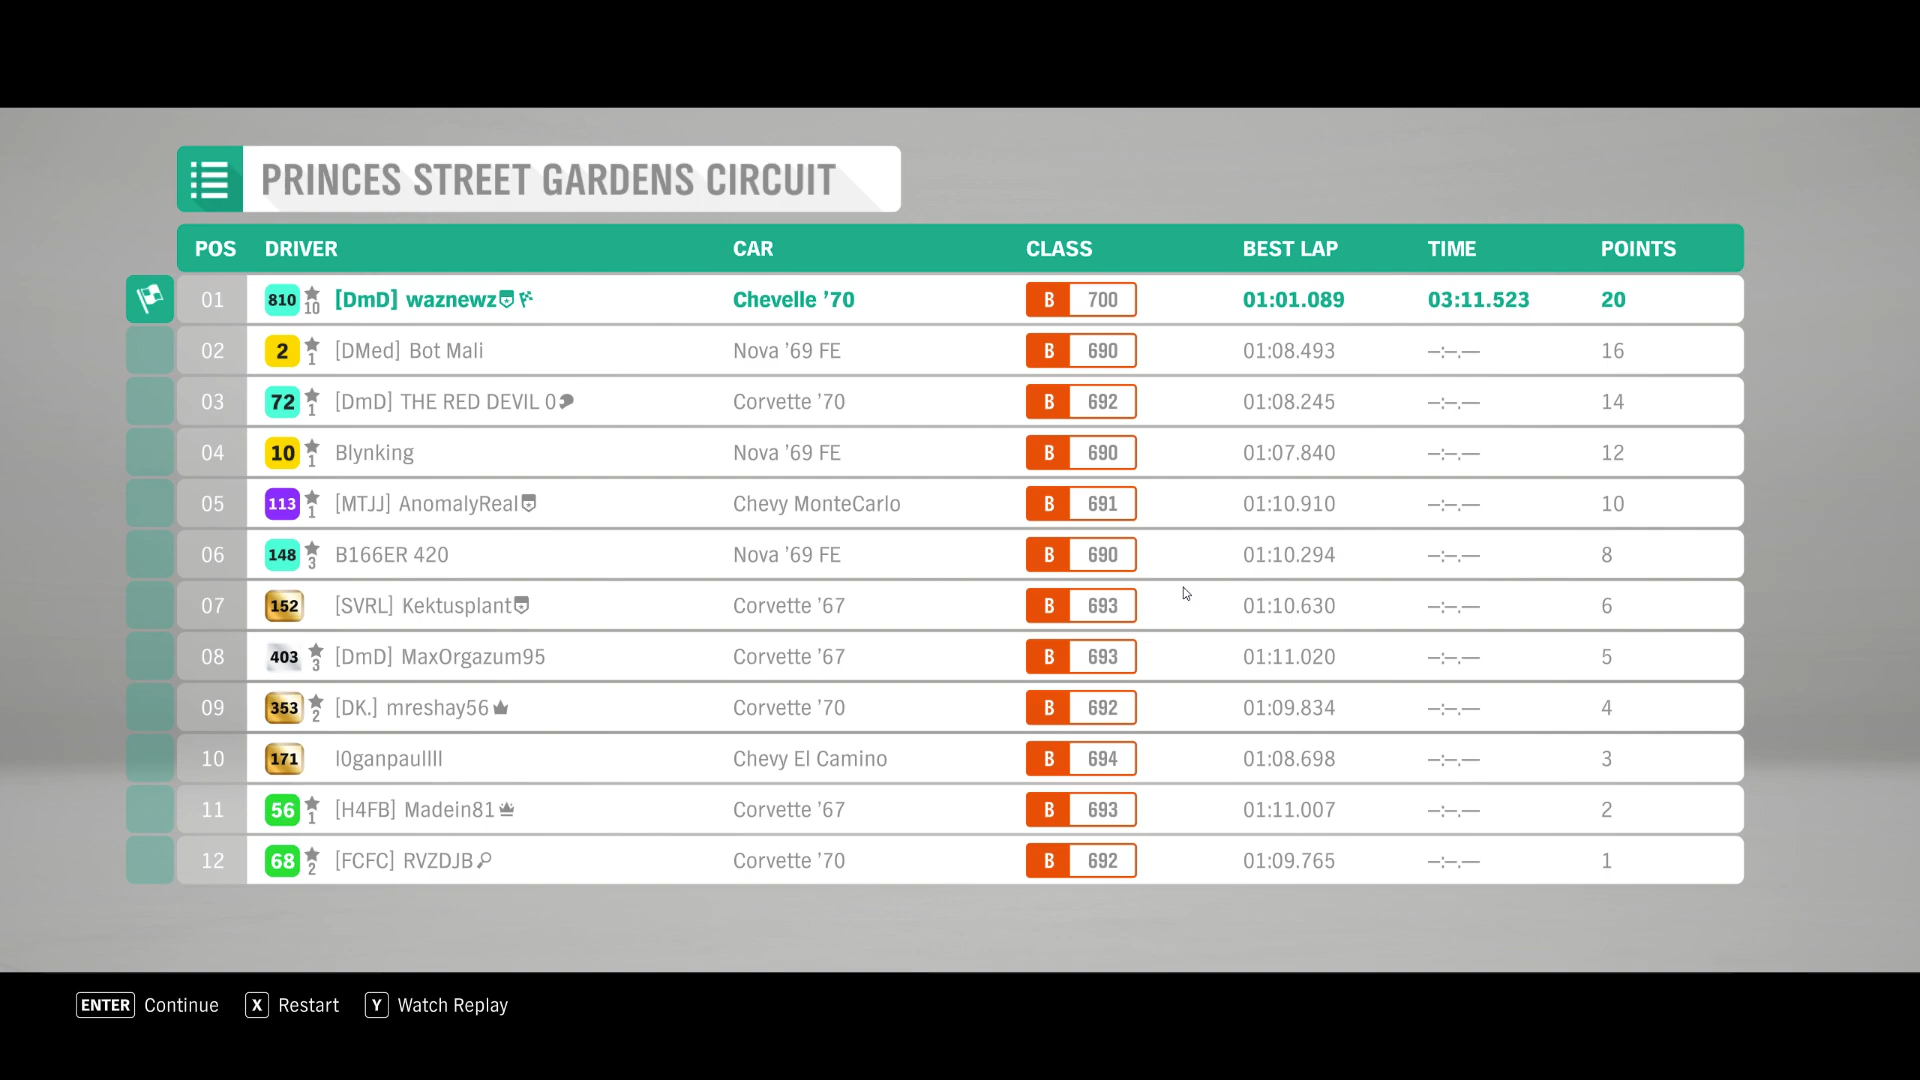 PRINCES STREET GARDENS CIRCUIT
POS DRIVER CAR CLASS BEST LAP TIME POINTS
01 810 10 [DmD] waznewz Chevelle ’70 B 700 01:01.089 03:11.523 20
02 2 1 [DMed] Bot Mali Nova ’69 FE B 690 01:08.493 –:–.–– 16
03 72 1 [DmD] THE RED DEVIL 0 Corvette ’70 B 692 01:08.245 –:–.–– 14
04 10 1 Blynking Nova ’69 FE B 690 01:07.840 –:–.–– 12
05 113 1 [MTJJ] AnomalyReal Chevy MonteCarlo B 691 01:10.910 –:–.–– 10
06 148 3 B166ER 420 Nova ’69 FE B 690 01:10.294 –:–.–– 8
07 152 [SVRL] Kektusplant Corvette ’67 B 693 01:10.630 –:–.–– 6
08 403 3 [DmD] MaxOrgazum95 Corvette ’67 B 693 01:11.020 –:–.–– 5
09 353 2 [DK.] mreshay56 Corvette ’70 B 692 01:09.834 –:–.–– 4
10 171 l0ganpaullll Chevy El Camino B 694 01:08.698 –:–.–– 3
11 56 1 [H4FB] Madein81 Corvette ’67 B 693 01:11.007 –:–.–– 2
12 68 2 [FCFC] RVZDJB Corvette ’70 B 692 01:09.765 –:–.–– 1
ENTER Continue X Restart Y Watch Replay